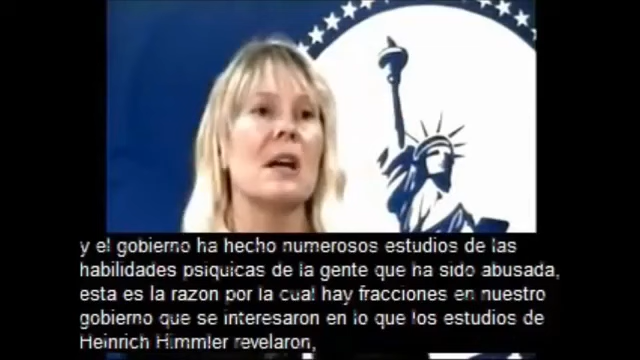 y el gobierno ha hecho numerosos estudios de las
habilidades psiquicas de la gente que ha sido abusada,
esta es la razon por la cual hay fracciones en nuestro
gobierno que se interesaron en lo que los estudios de
Heinrich Himmler revelaron,